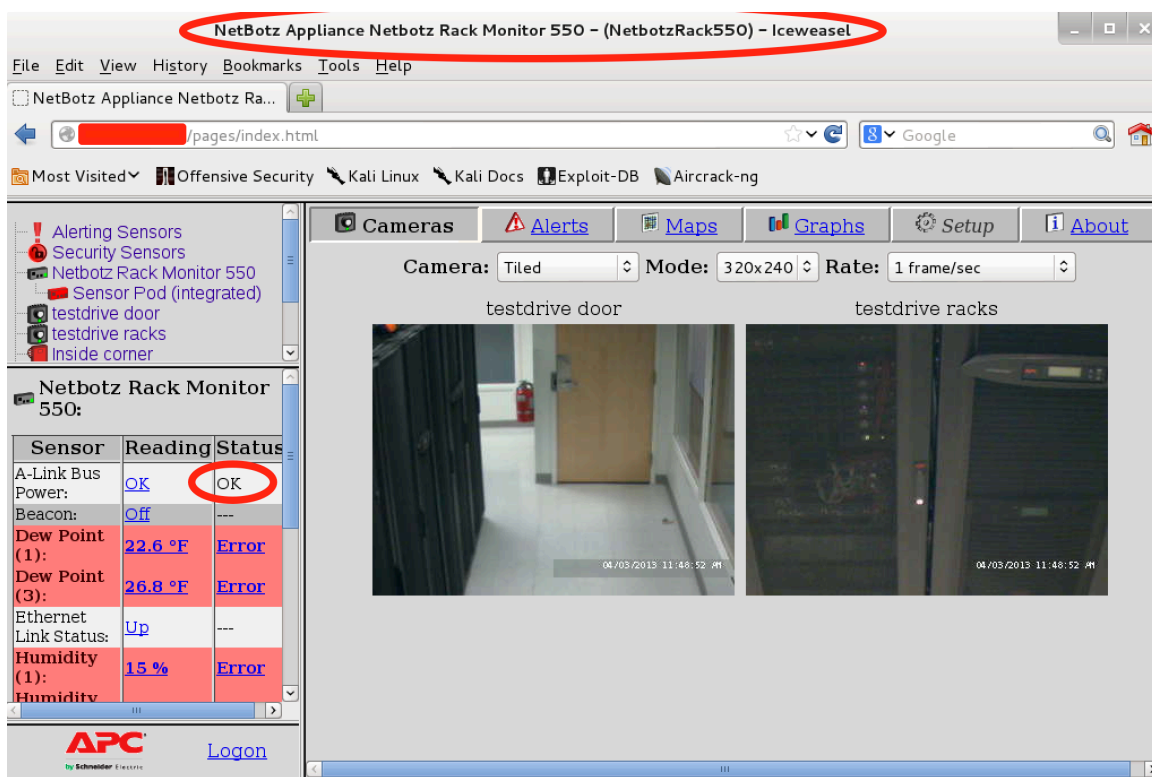 NetBotz Appliance Netbotz Rack Monitor 550 – (NetbotzRack550) – Iceweasel
File Edit View History Bookmarks Tools Help
NetBotz Appliance Netbotz Ra...
/pages/index.html
Google
Most Visited Offensive Security Kali Linux Kali Docs Exploit-DB Aircrack-ng
Alerting Sensors
Security Sensors
Netbotz Rack Monitor 550
Sensor Pod (integrated)
testdrive door
testdrive racks
Inside corner
Netbotz Rack Monitor
550:
Sensor Reading Status
A-Link Bus Power: OK OK
Beacon: Off ---
Dew Point (1): 22.6 °F Error
Dew Point (3): 26.8 °F Error
Ethernet Link Status: Up ---
Humidity (1): 15 % Error
Humidity
APC
by Schneider Electric
Logon
Cameras Alerts Maps Graphs Setup About
Camera: Tiled Mode: 320x240 Rate: 1 frame/sec
testdrive door testdrive racks
04/03/2013 11:48:52 AM 04/03/2013 11:48:52 AM